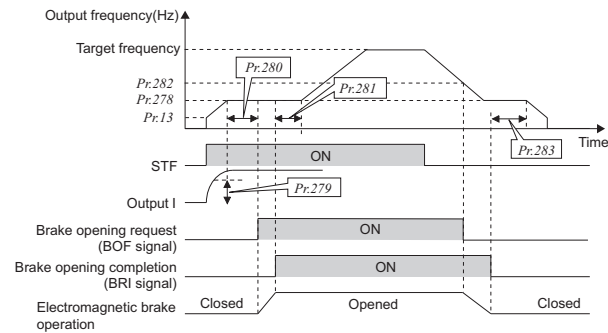 Output frequency(Hz)
Target frequency
Pr.280
Pr.282
Pr.281
Pr.278
Pr.13
Time
Pr.283
STF
ON
Pr.279
Output I
Brake opening request
(BOF signal)
ON
Brake opening completion
(BRI signal)
ON
Electromagnetic brake
operation
Closed
Opened
Closed